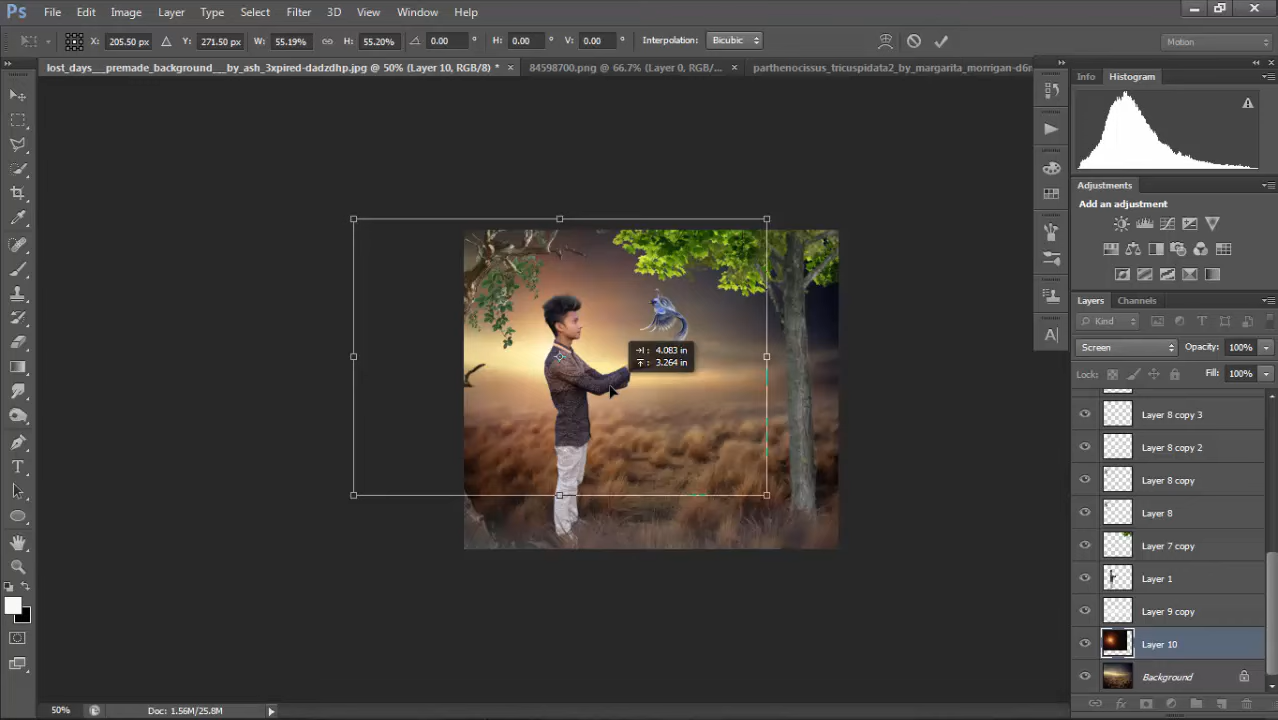 Ps File Edit Image Layer Type Select Filter 3D View Window Help
X: 205.50 px Y: 271.50 px W: 55.19% H: 55.20% 0.00 ° H: 0.00 ° V: 0.00 ° Interpolation: Bicubic Motion
lost_days___premade_background___by_ash_3xpired-dadzdhp.jpg @ 50% (Layer 10, RGB/8) * × 84598700.png @ 66.7% (Layer 0, RGB/... × parthenocissus_tricuspidata2_by_margarita_morrigan-d6n
Info Histogram
Adjustments
Add an adjustment
Layers Channels
Kind
Screen Opacity: 100%
Lock: Fill: 100%
Layer 8 copy 3
Layer 8 copy 2
Layer 8 copy
Layer 8
Layer 7 copy
Layer 1
Layer 9 copy
Layer 10
Background
: 4.083 in
: 3.264 in
A|
T
50% Doc: 1.56M/25.8M